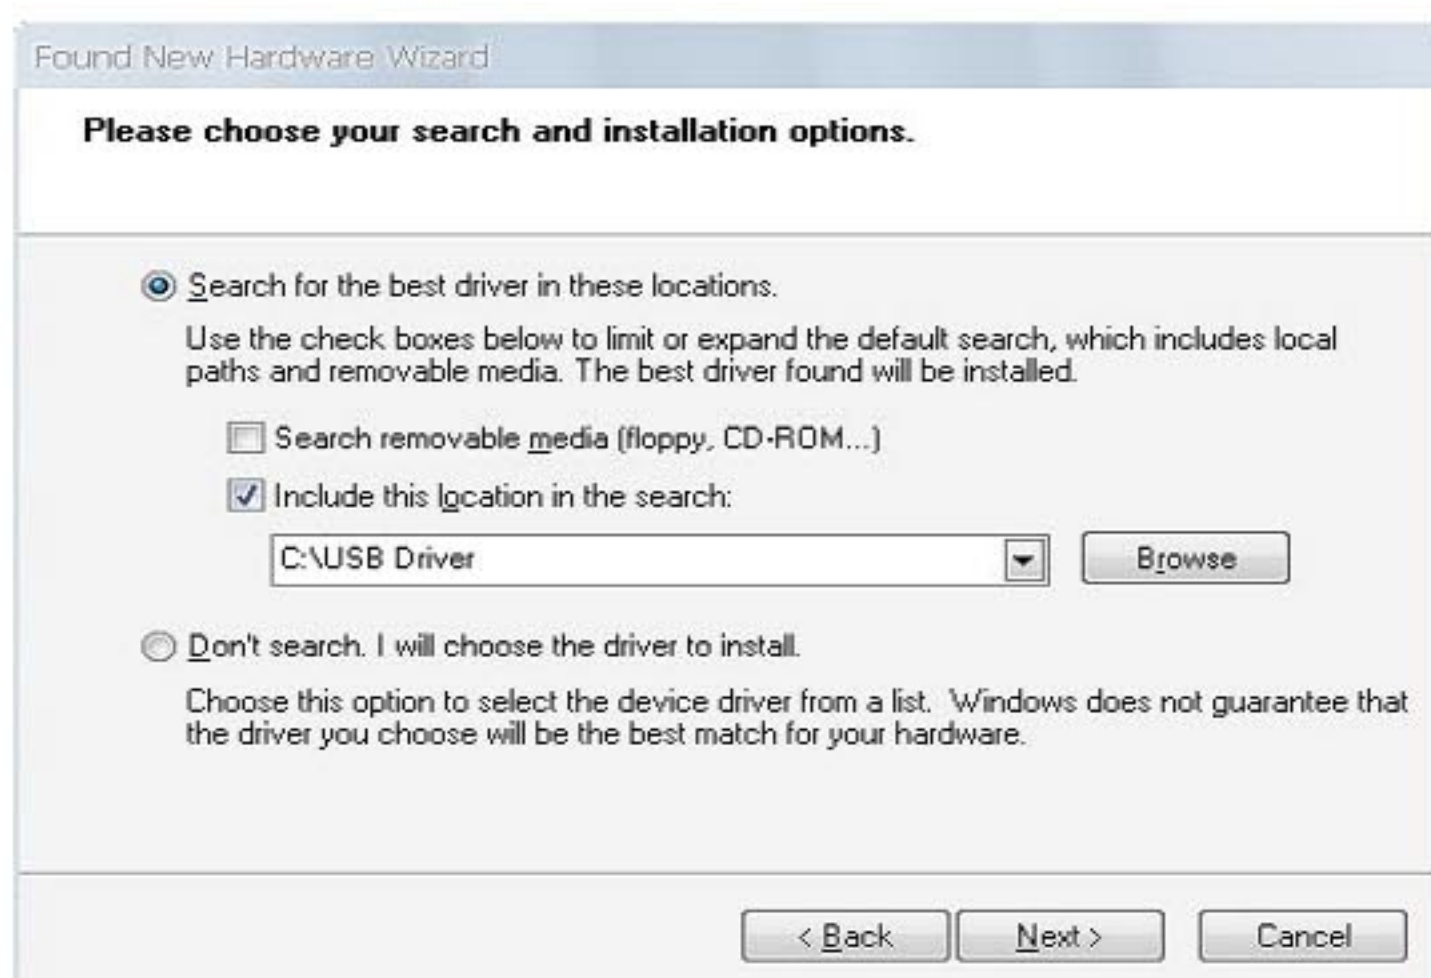 Found New Hardware Wizard
Please choose your search and installation options.
Search for the best driver in these locations.
Use the check boxes below to limit or expand the default search, which includes local
paths and removable media. The best driver found will be installed.
Search removable media (floppy, CD-ROM...)
Include this location in the search:
C:\USB Driver
Browse
Don't search. I will choose the driver to install.
Choose this option to select the device driver from a list. Windows does not guarantee that
the driver you choose will be the best match for your hardware.
< Back Next > Cancel